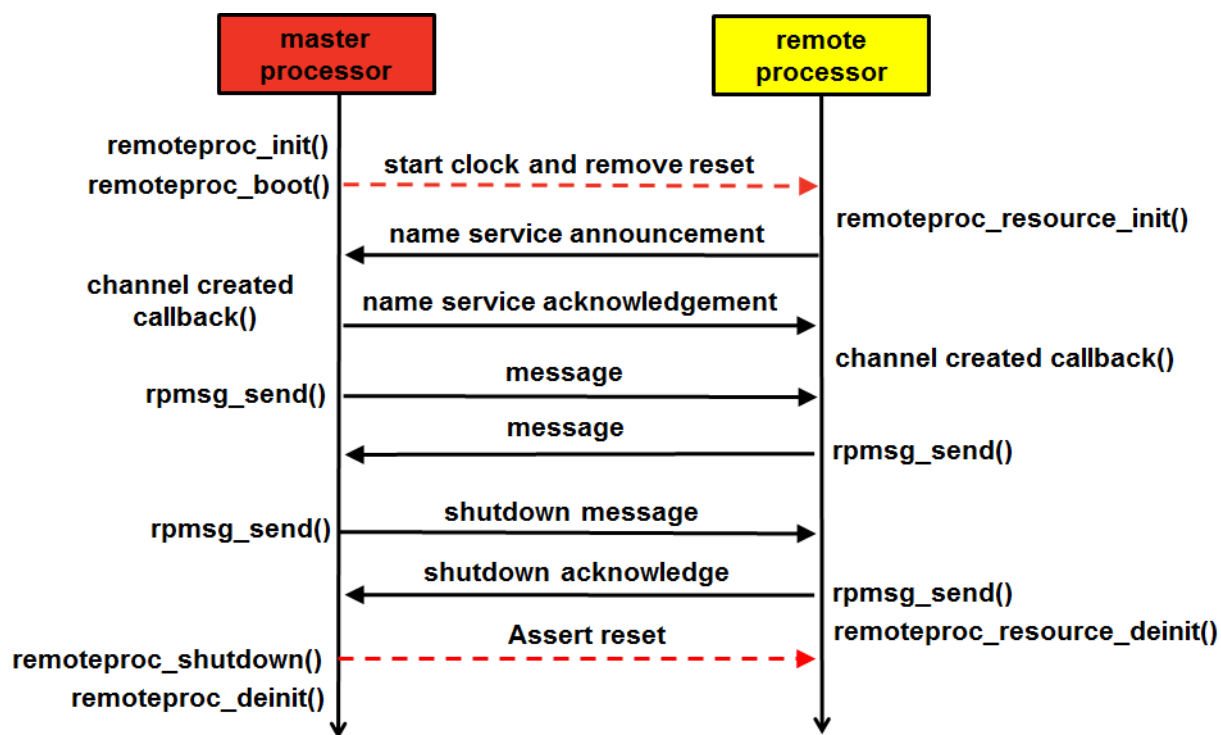 master
processor
remote
processor
remoteproc_init()
start clock and remove reset
remoteproc_boot()
remoteproc_resource_init()
name service announcement
channel created
callback()
name service acknowledgement
channel created callback()
message
rpmsg_send()
message
rpmsg_send()
shutdown message
rpmsg_send()
shutdown acknowledge
rpmsg_send()
remoteproc_resource_deinit()
Assert reset
remoteproc_shutdown()
remoteproc_deinit()